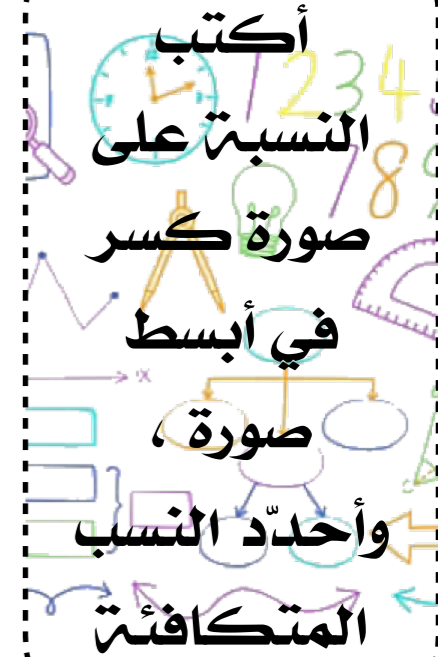 أكتب
النسبة على
صورة كسر
في أبسط
صورة ،
وأحدّد النسب
المتكافئة